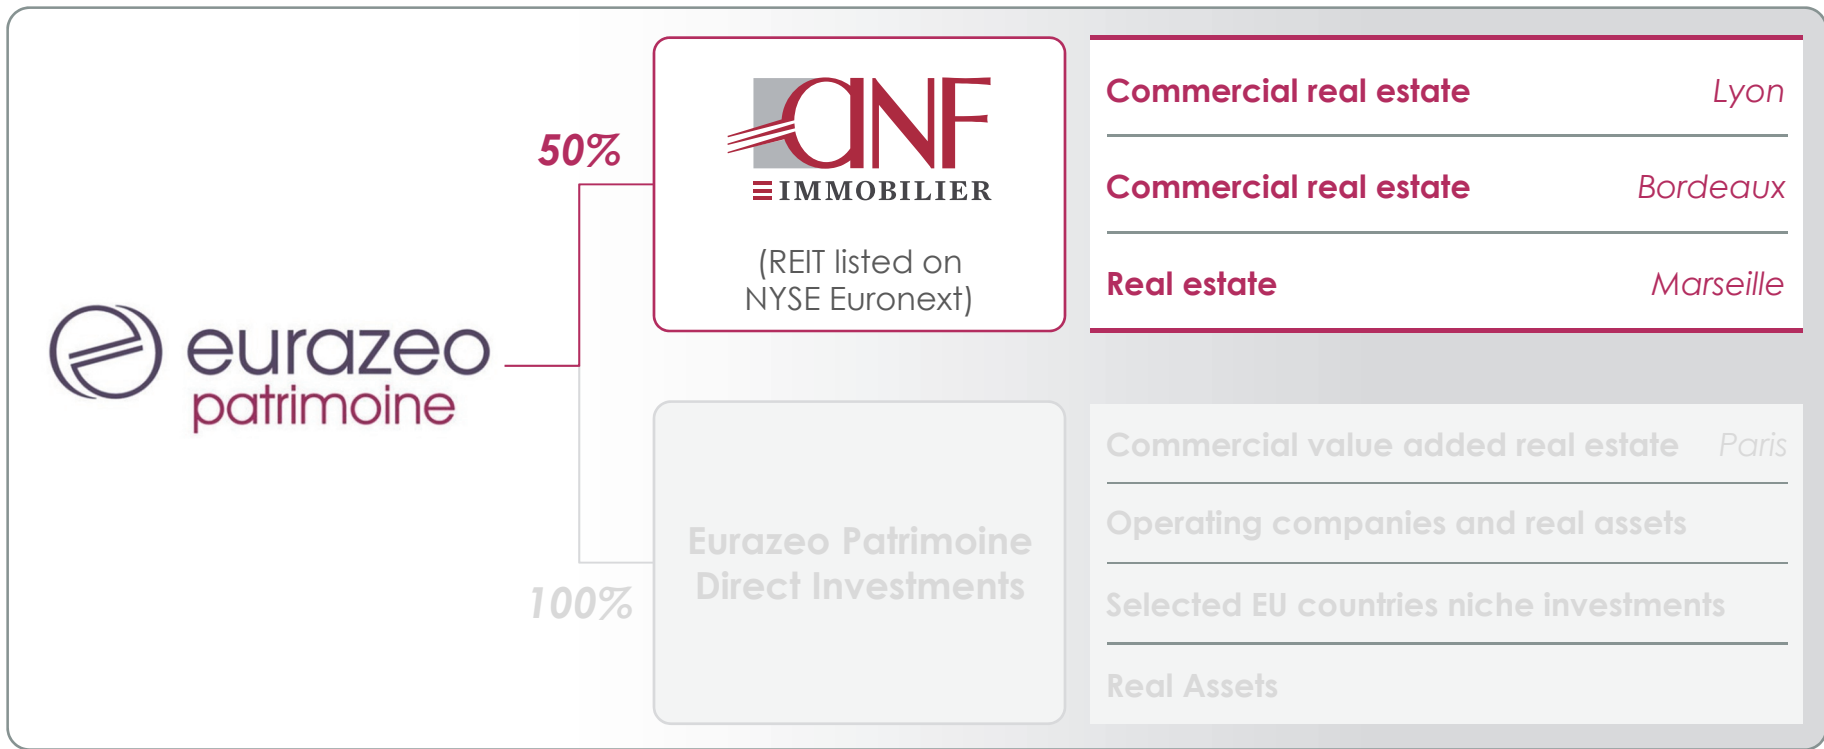 eurazeo
patrimoine
50%
ANF
IMMOBILIER
(REIT listed on
NYSE Euronext)
Commercial real estate Lyon
Commercial real estate Bordeaux
Real estate Marseille
100%
Eurazeo Patrimoine
Direct Investments
Commercial value added real estate Paris
Operating companies and real assets
Selected EU countries niche investments
Real Assets